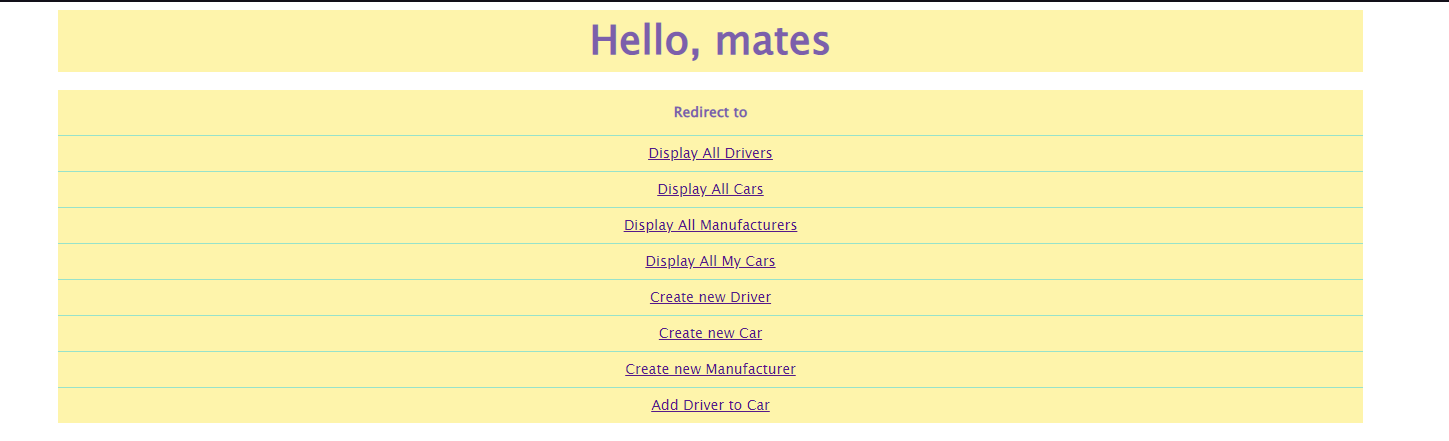 Hello, mates
Redirect to
Display All Drivers
Display All Cars
Display All Manufacturers
Display All My Cars
Create new Driver
Create new Car
Create new Manufacturer
Add Driver to Car